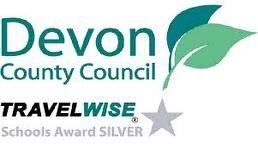 Devon
County Council
TRAVELWISE®
Schools Award SILVER